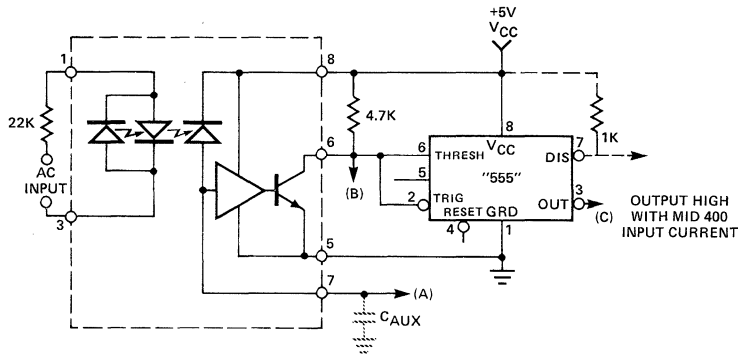 +5V
VCC
1
8
22K
4.7K
1K
AC
INPUT
6
(B)
8
VCC
6
THRESH
DIS
7
5
"555"
2
TRIG
OUT
3
(C)
RESET GRD
4
1
OUTPUT HIGH
WITH MID 400
INPUT CURRENT
3
5
7
(A)
CAUX